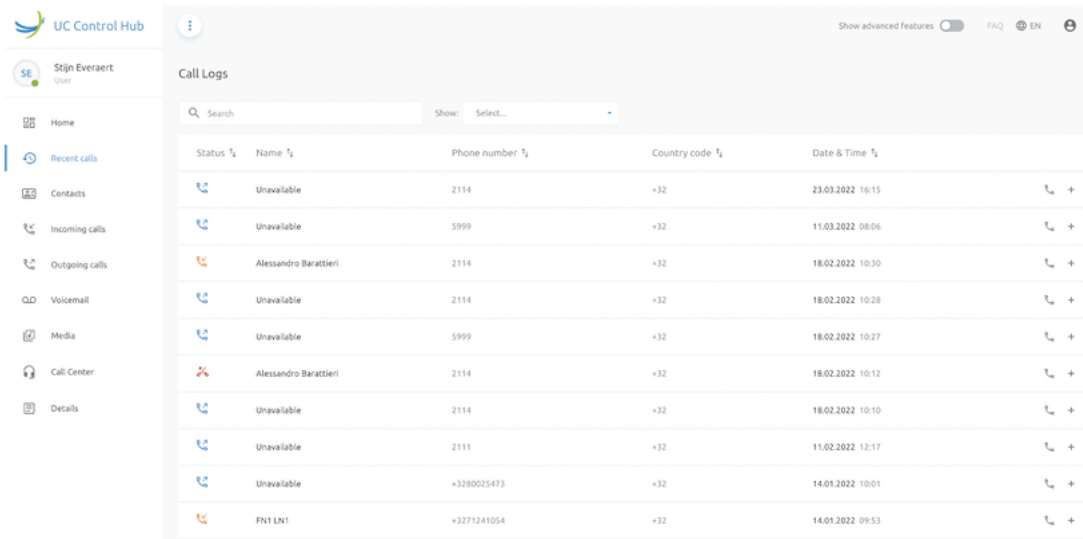 UC Control Hub
Show advanced features FAQ EN
SE Stijn Everaert
User
Call Logs
Search Show: Select...
Home
Recent calls
Contacts
Incoming calls
Outgoing calls
Voicemail
Media
Call Center
Details
Status Name Phone number Country code Date & Time
Unavailable 2114 +32 23.03.2022 16:15
Unavailable 5999 +32 11.03.2022 08:06
Alessandro Barattieri 2114 +32 18.02.2022 10:30
Unavailable 2114 +32 18.02.2022 10:28
Unavailable 5999 +32 18.02.2022 10:27
Alessandro Barattieri 2114 +32 18.02.2022 10:12
Unavailable 2114 +32 18.02.2022 10:10
Unavailable 2111 +32 11.02.2022 12:17
Unavailable +3280025473 +32 14.01.2022 10:01
FN1 LN1 +3271241054 +32 14.01.2022 09:53